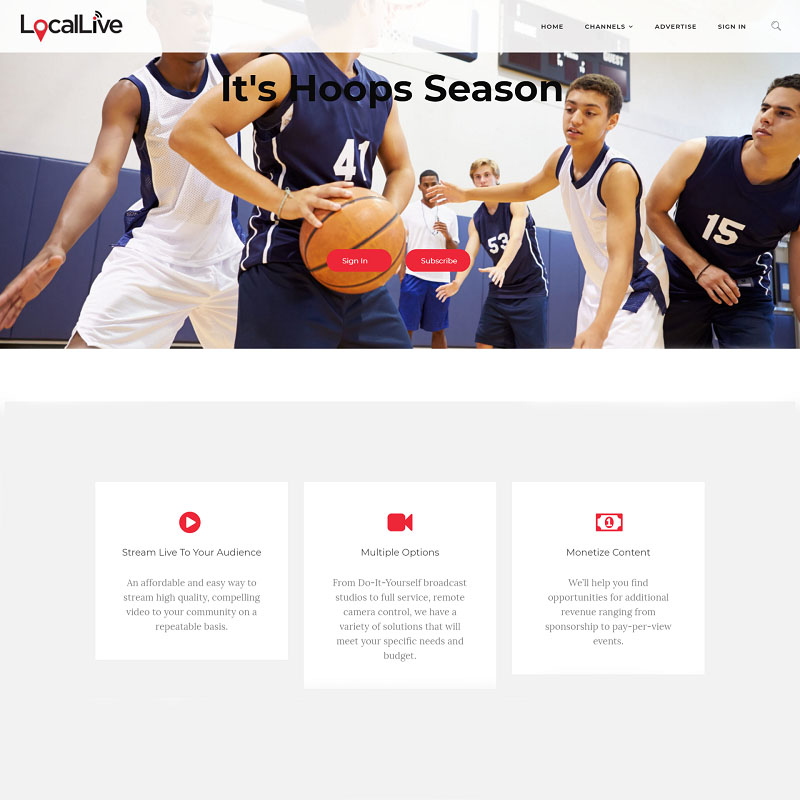 LocalLive
HOME
CHANNELS
ADVERTISE
SIGN IN
GUEST
It's Hoops Season
41
53
15
Sign In
Subscribe
Stream Live To Your Audience
An affordable and easy way to
stream high quality, compelling
video to your community on a
repeatable basis.
Multiple Options
From Do-It-Yourself broadcast
studios to full service, remote
camera control, we have a
variety of solutions that will
meet your specific needs and
budget.
1
Monetize Content
We'll help you find
opportunities for additional
revenue ranging from
sponsorship to pay-per-view
events.